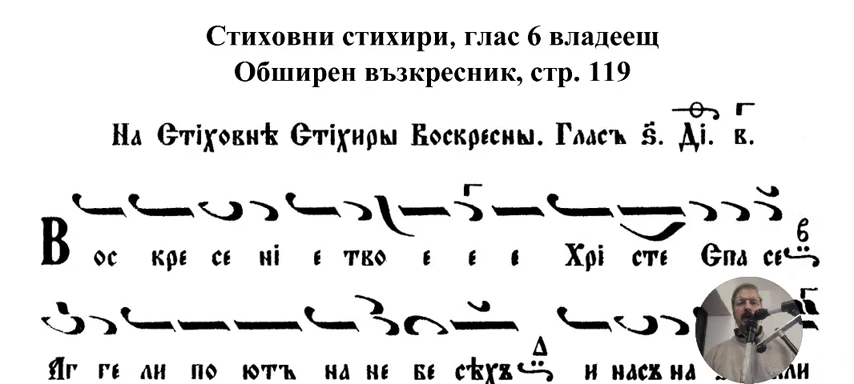 Стиховни стихири, глас 6 владеещ
Обширен възкресник, стр. 119
На Стіховнѣ Стіхиры Воскресны. Гласъ ѕ. Ді. в.
Вос кре се ні е тво е е е Хрі сте Спа се
Аг ге ли по ютъ на не бе сѣхъ и насъ на